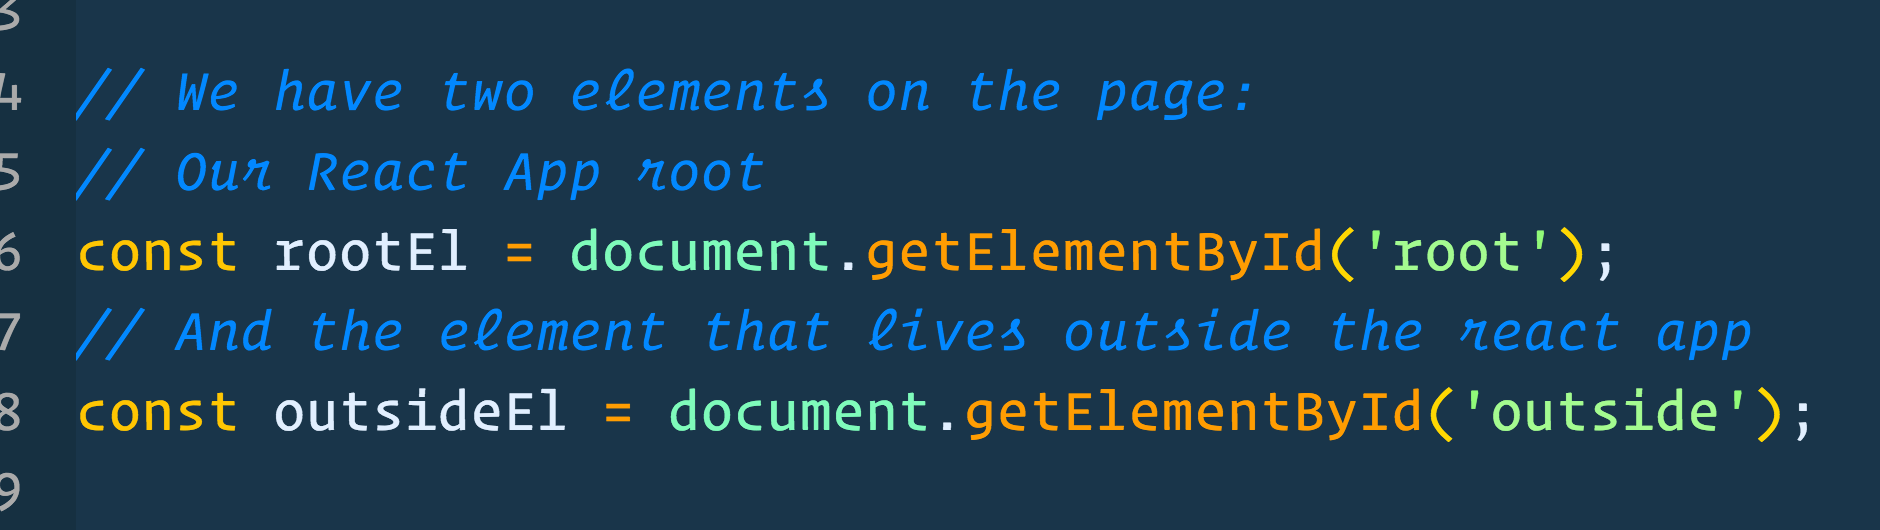 3
4 // We have two elements on the page:
5 // Our React App root
6 const rootEl = document.getElementById('root');
7 // And the element that lives outside the react app
8 const outsideEl = document.getElementById('outside');
9